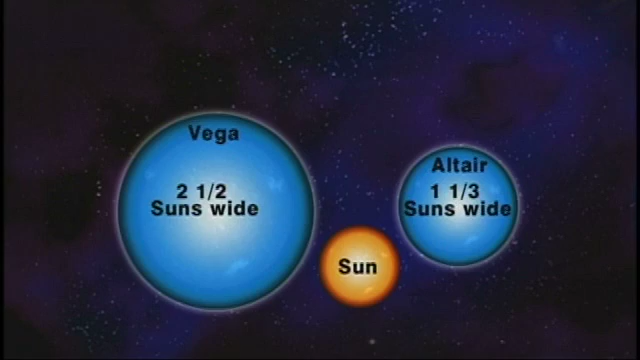 Vega
2 1/2
Suns wide
Sun
Altair
1 1/3
Suns wide